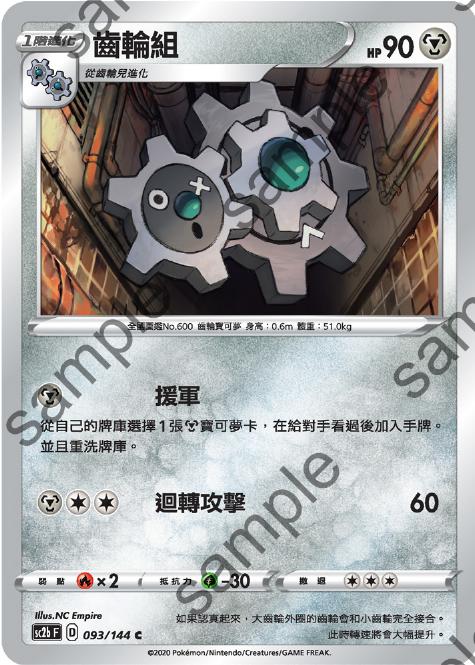 1階進化
齒輪組
HP 90
從齒輪兒進化
全國圖鑑No.600 齒輪寶可夢 身高：0.6m 體重：51.0kg
援軍
從自己的牌庫選擇1張寶可夢卡，在給對手看過後加入手牌。
並且重洗牌庫。
迴轉攻擊 60
弱點 ×2 抵抗力 -30 撤退
Illus.NC Empire
如果認真起來，大齒輪外圈的齒輪會和小齒輪完全接合。
sc2b F D 093/144 C
此時轉速將會大幅提升。
©2020 Pokémon/Nintendo/Creatures/GAME FREAK.
sample
sample
sample
sample
sample
sample
sample